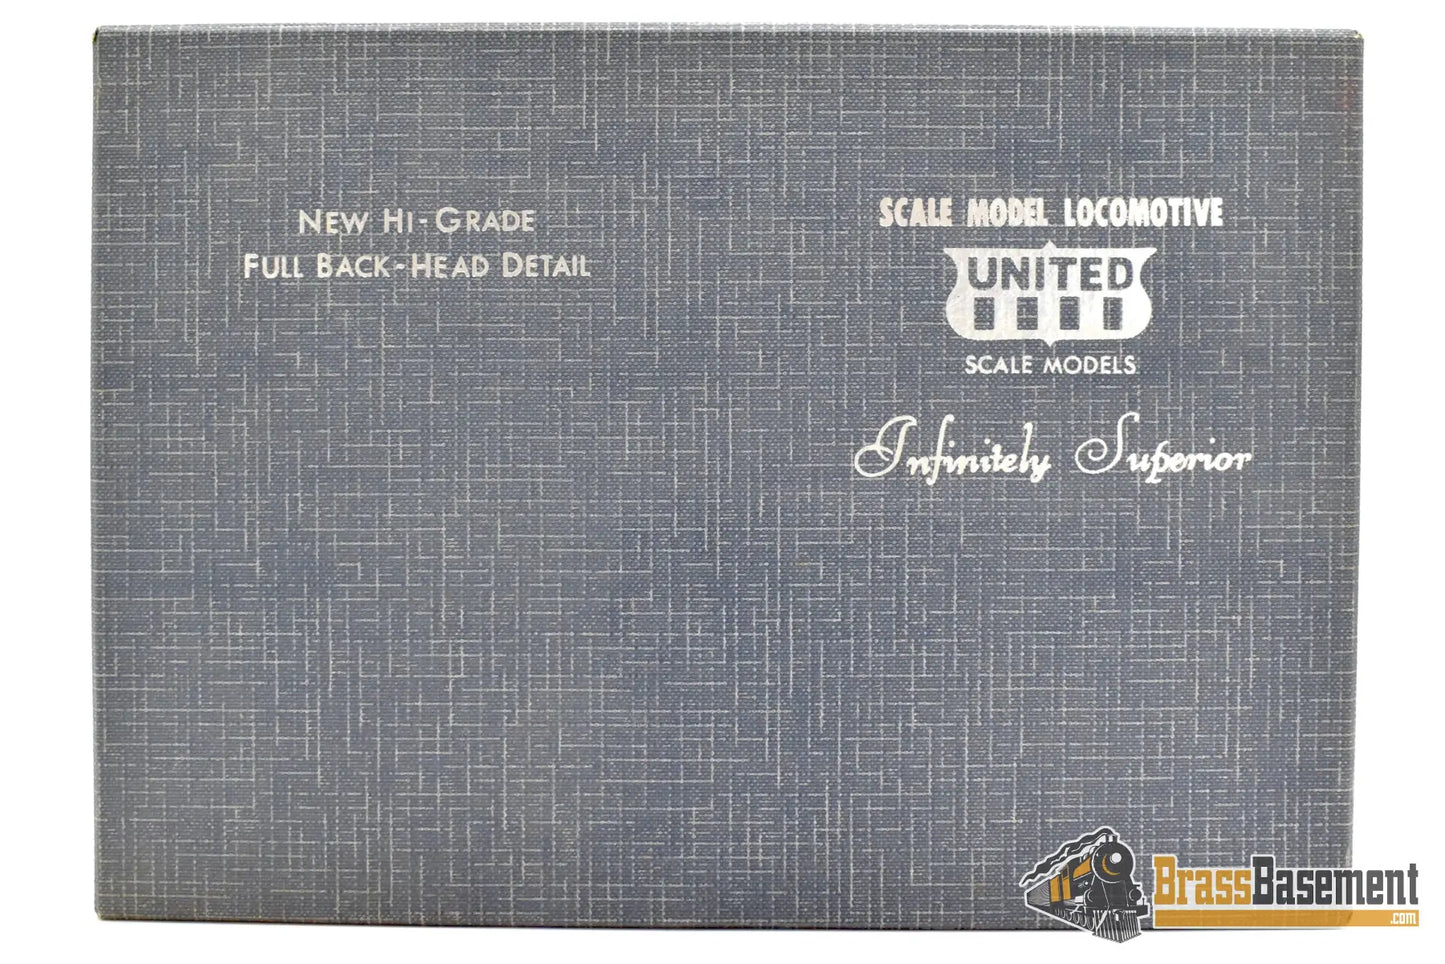 NEW HI-GRADE
FULL BACK-HEAD DETAIL
SCALE MODEL LOCOMOTIVE
UNITED
SCALE MODELS
Infinitely Superior
BrassBasement
.com